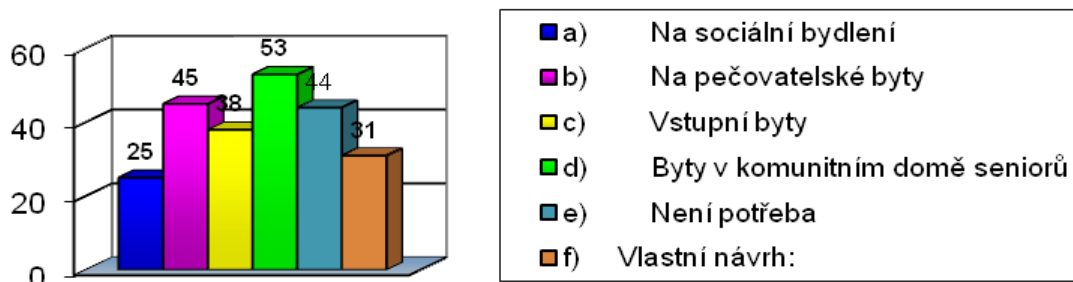 60
40
20
0
25
45
38
53
44
31
a) Na sociální bydlení
b) Na pečovatelské byty
c) Vstupní byty
d) Byty v komunitním domě seniorů
e) Není potřeba
f) Vlastní návrh: